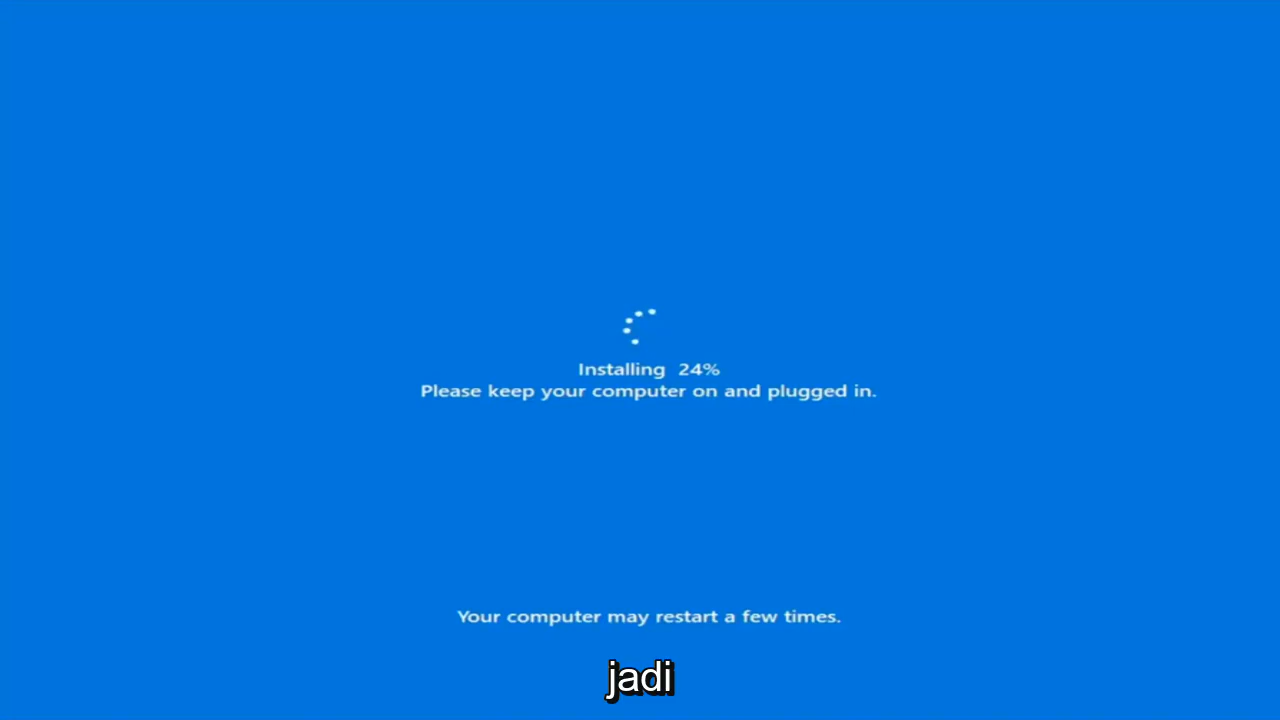 Installing 24%
Please keep your computer on and plugged in.
Your computer may restart a few times.
jadi